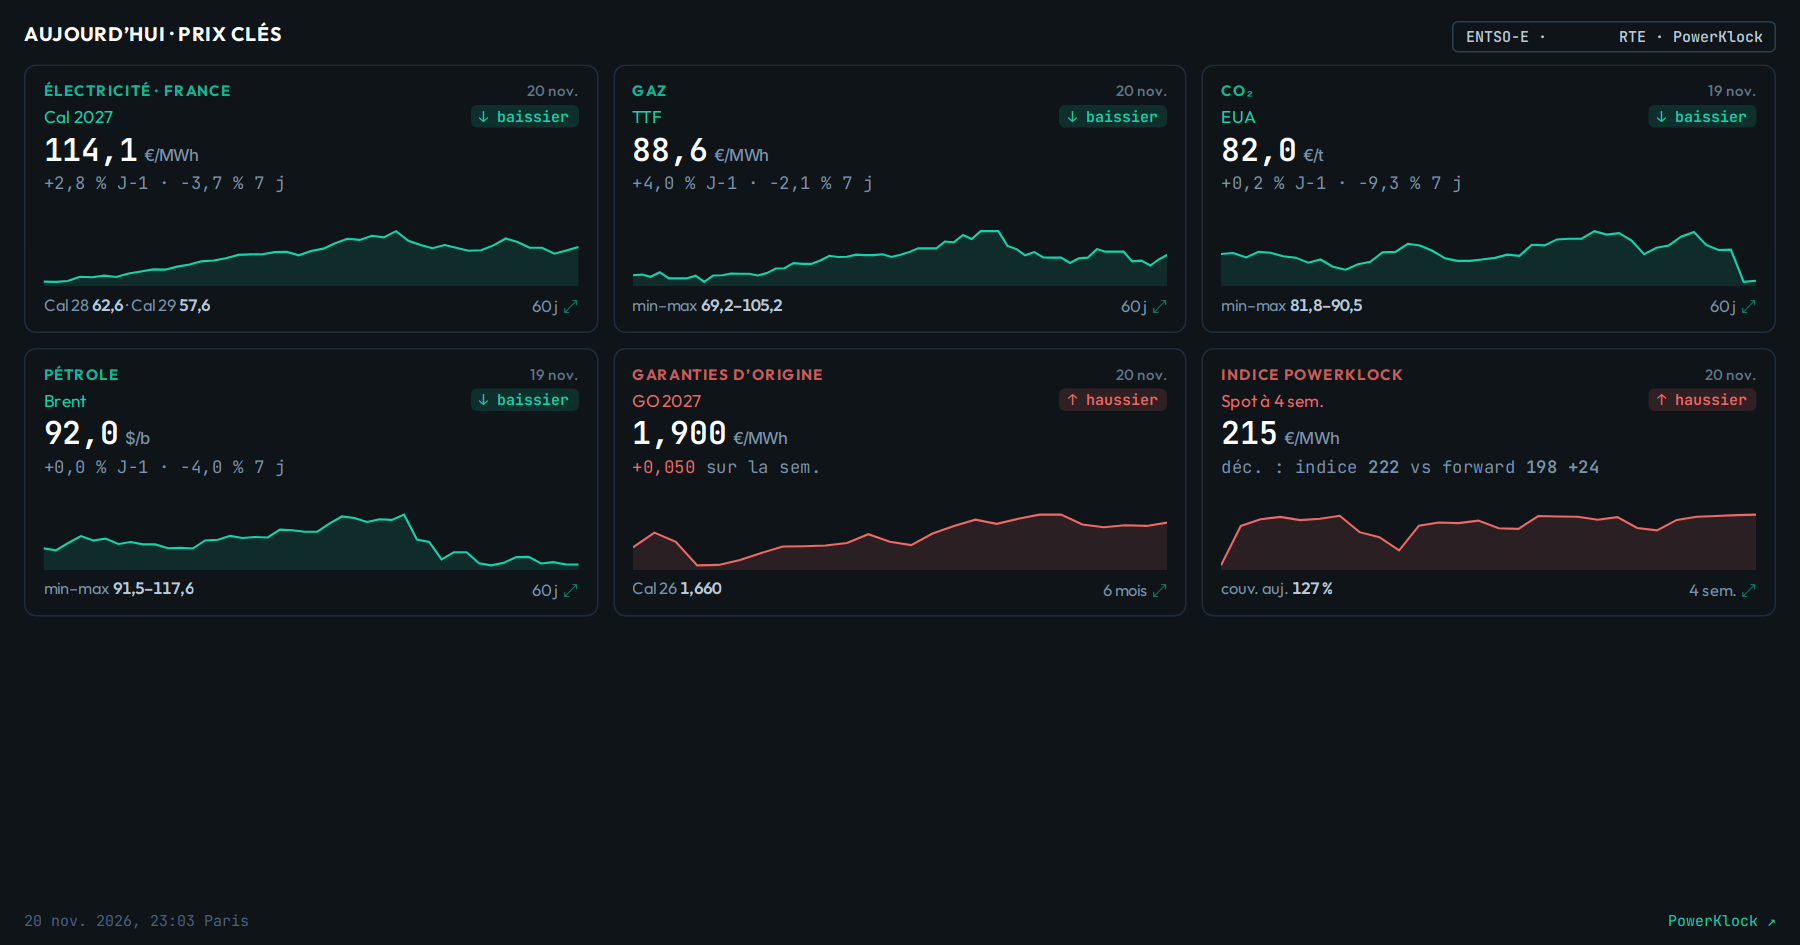 AUJOURD’HUI · PRIX CLÉS
ENTSO-E · RTE · PowerKlock
ÉLECTRICITÉ · FRANCE
20 nov.
Cal 2027
↓ baissier
114,1 €/MWh
+2,8 % J-1 · -3,7 % 7 j
Cal 28 62,6 · Cal 29 57,6
60 j ⤢
GAZ
20 nov.
TTF
↓ baissier
88,6 €/MWh
+4,0 % J-1 · -2,1 % 7 j
min–max 69,2–105,2
60 j ⤢
CO₂
19 nov.
EUA
↓ baissier
82,0 €/t
+0,2 % J-1 · -9,3 % 7 j
min–max 81,8–90,5
60 j ⤢
PÉTROLE
19 nov.
Brent
↓ baissier
92,0 $/b
+0,0 % J-1 · -4,0 % 7 j
min–max 91,5–117,6
60 j ⤢
GARANTIES D’ORIGINE
20 nov.
GO 2027
↑ haussier
1,900 €/MWh
+0,050 sur la sem.
Cal 26 1,660
6 mois ⤢
INDICE POWERKLOCK
20 nov.
Spot à 4 sem.
↑ haussier
215 €/MWh
déc. : indice 222 vs forward 198 +24
couv. auj. 127 %
4 sem. ⤢
20 nov. 2026, 23:03 Paris
PowerKlock ↗